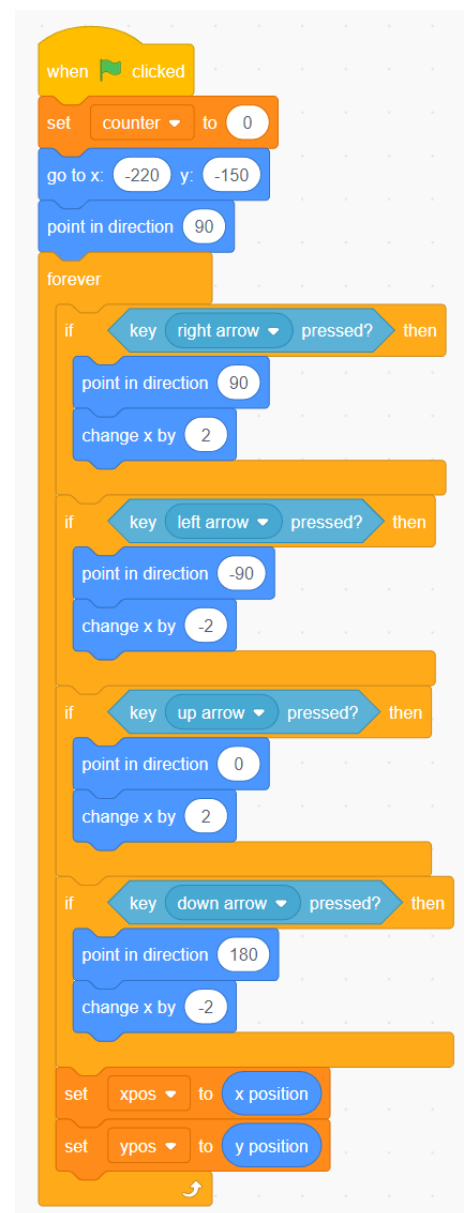 when clicked
set counter to 0
go to x: -220 y: -150
point in direction 90
forever
if key right arrow pressed? then
point in direction 90
change x by 2
if key left arrow pressed? then
point in direction -90
change x by -2
if key up arrow pressed? then
point in direction 0
change x by 2
if key down arrow pressed? then
point in direction 180
change x by -2
set xpos to x position
set ypos to y position